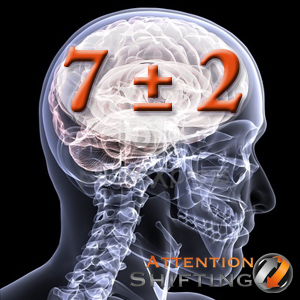 7 ± 2
ATTENTION
SHIFTING